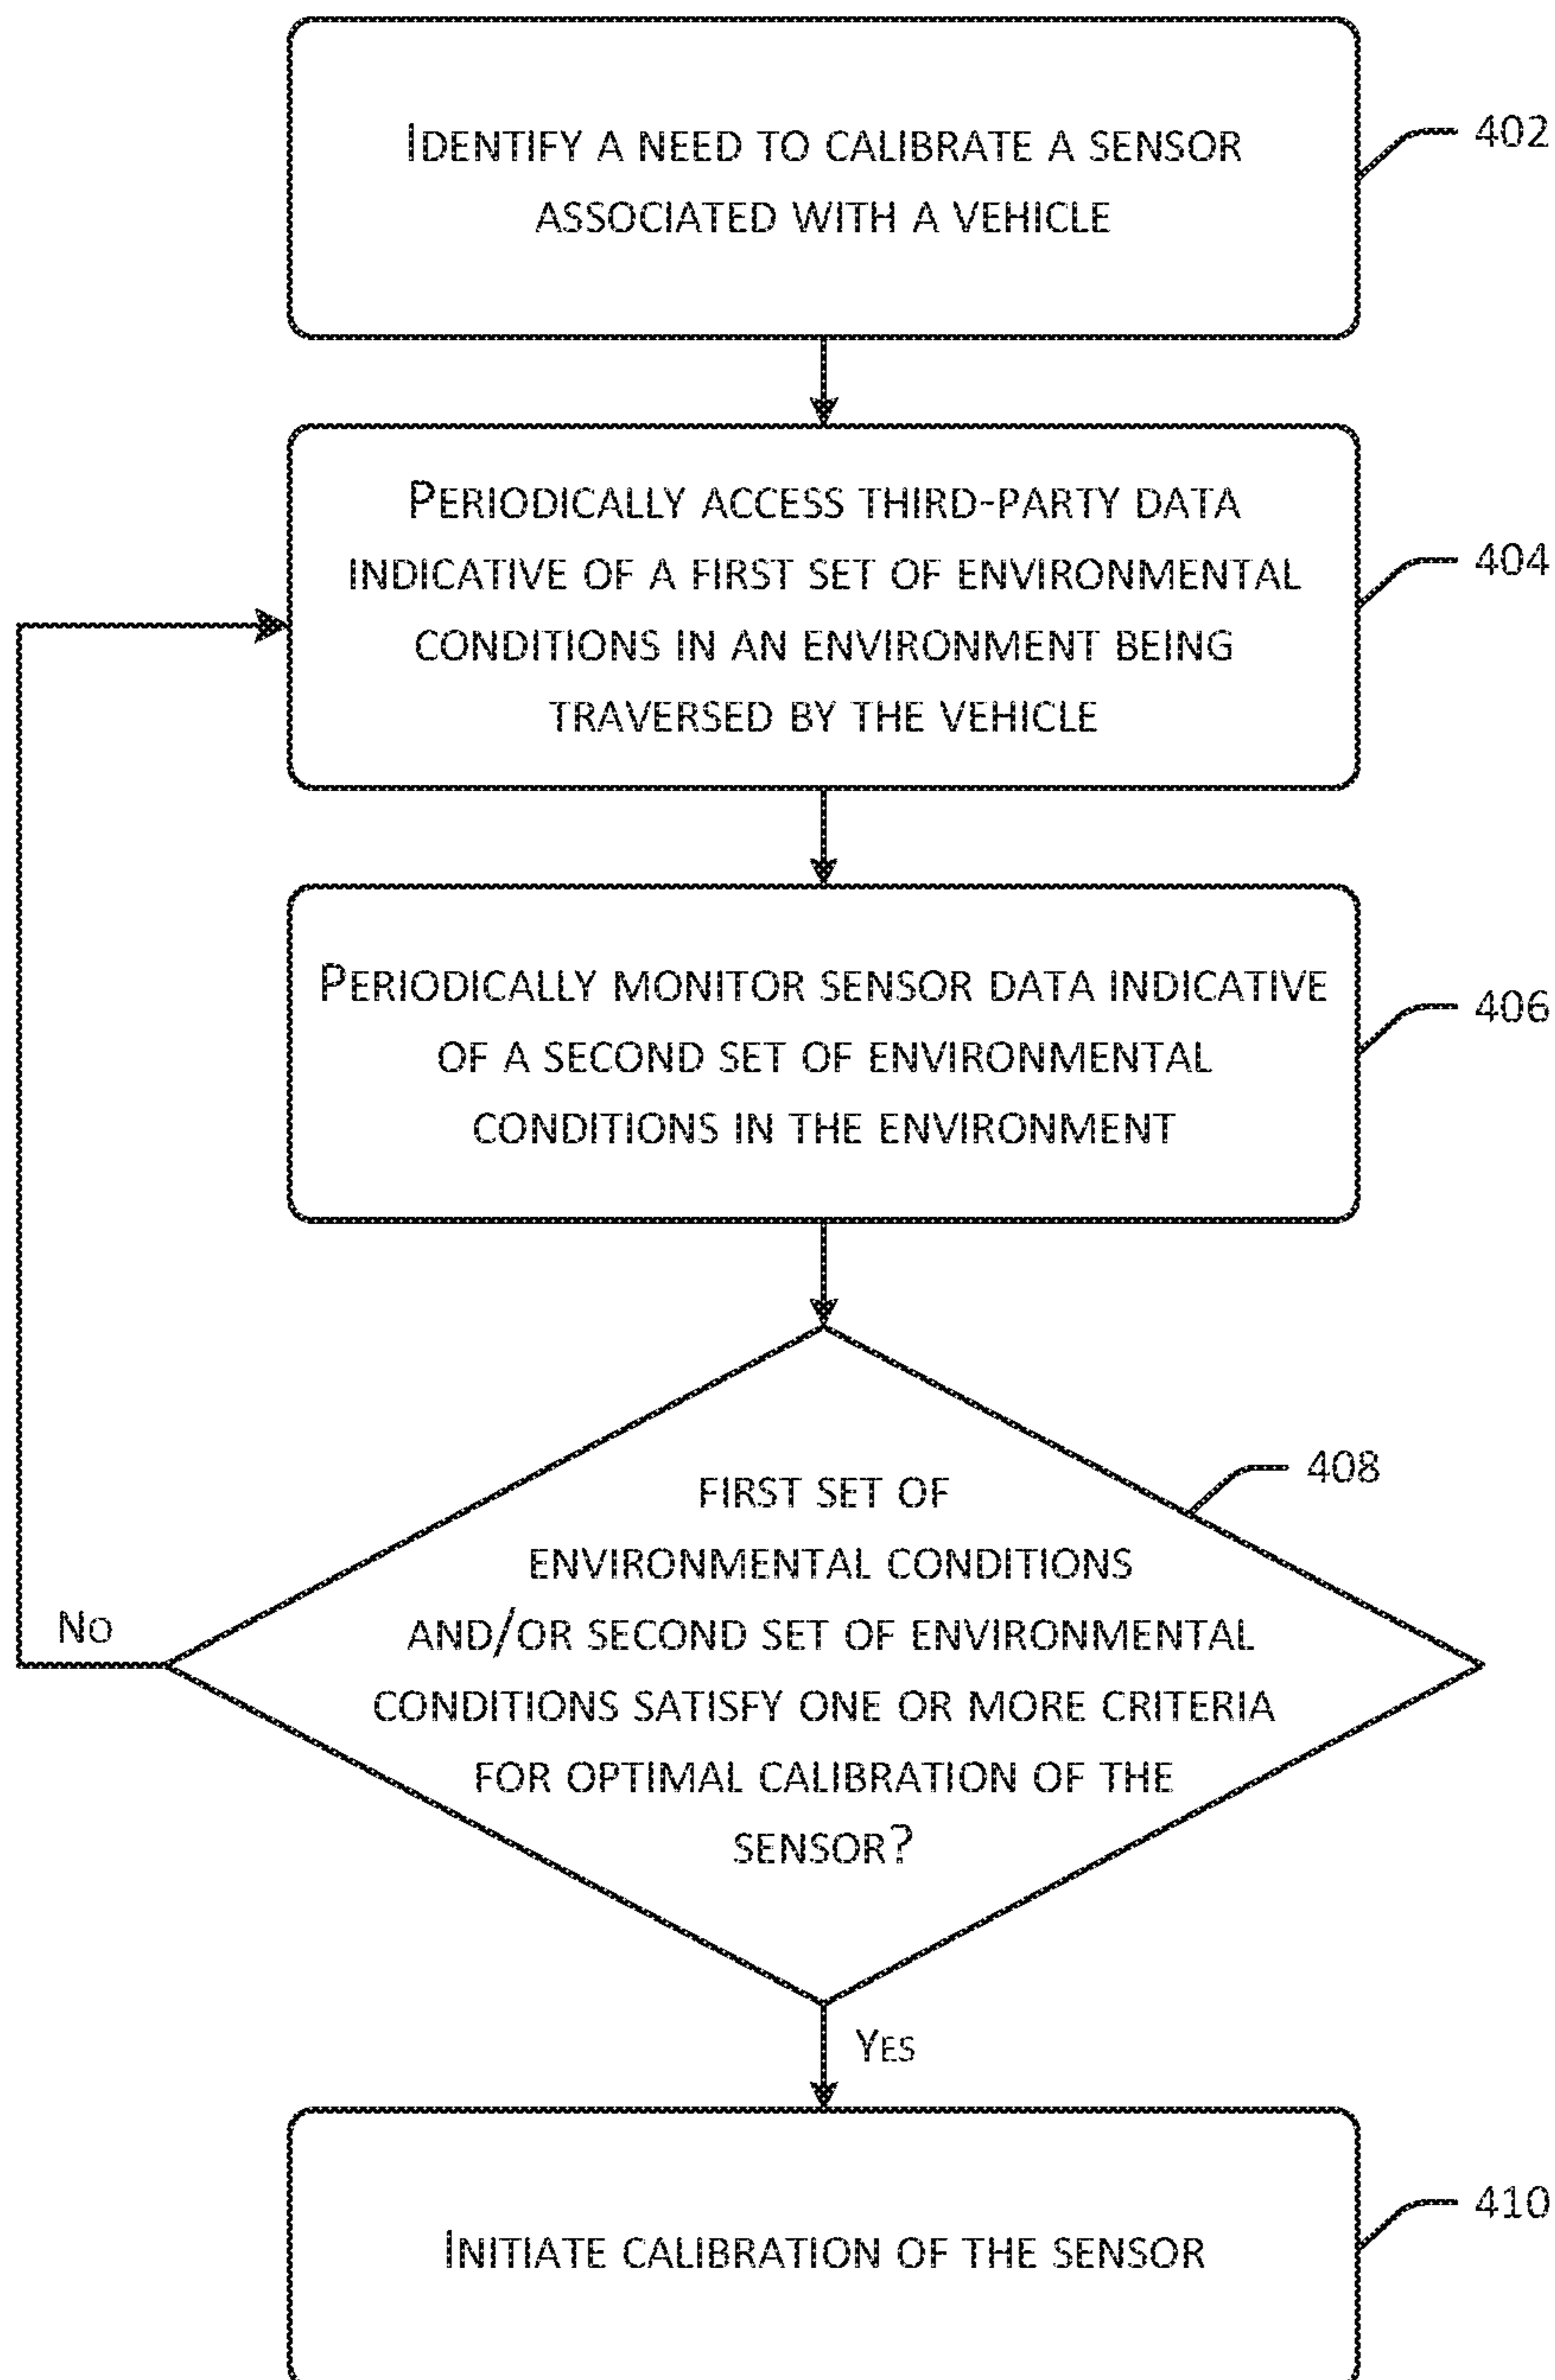 IDENTIFY A NEED TO CALIBRATE A SENSOR
ASSOCIATED WITH A VEHICLE
402
PERIODICALLY ACCESS THIRD-PARTY DATA
INDICATIVE OF A FIRST SET OF ENVIRONMENTAL
CONDITIONS IN AN ENVIRONMENT BEING
TRAVERSED BY THE VEHICLE
404
PERIODICALLY MONITOR SENSOR DATA INDICATIVE
OF A SECOND SET OF ENVIRONMENTAL
CONDITIONS IN THE ENVIRONMENT
406
FIRST SET OF
ENVIRONMENTAL CONDITIONS
AND/OR SECOND SET OF ENVIRONMENTAL
CONDITIONS SATISFY ONE OR MORE CRITERIA
FOR OPTIMAL CALIBRATION OF THE
SENSOR?
408
NO
YES
INITIATE CALIBRATION OF THE SENSOR
410